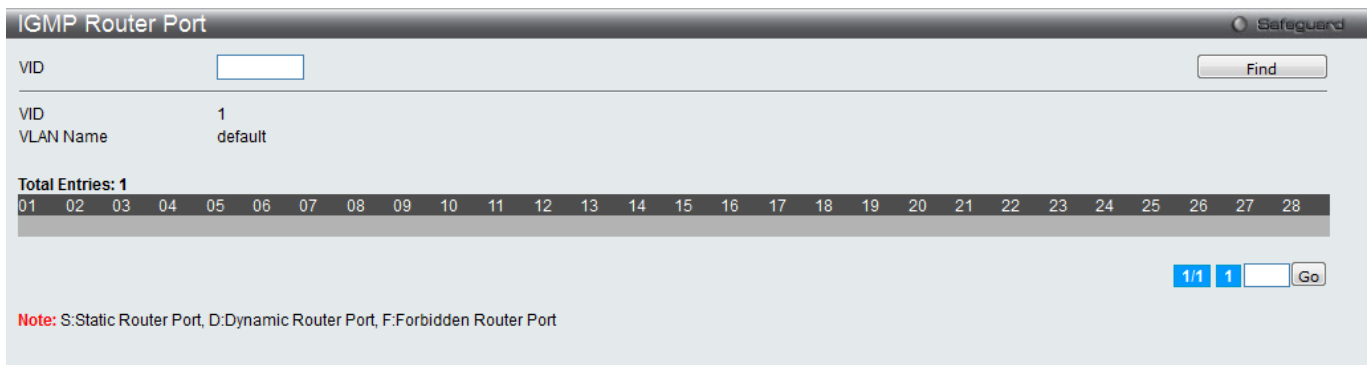 IGMP Router Port Safeguard
VID Find
VID 1
VLAN Name default
Total Entries: 1
01 02 03 04 05 06 07 08 09 10 11 12 13 14 15 16 17 18 19 20 21 22 23 24 25 26 27 28
1/1 1 Go
Note: S:Static Router Port, D:Dynamic Router Port, F:Forbidden Router Port